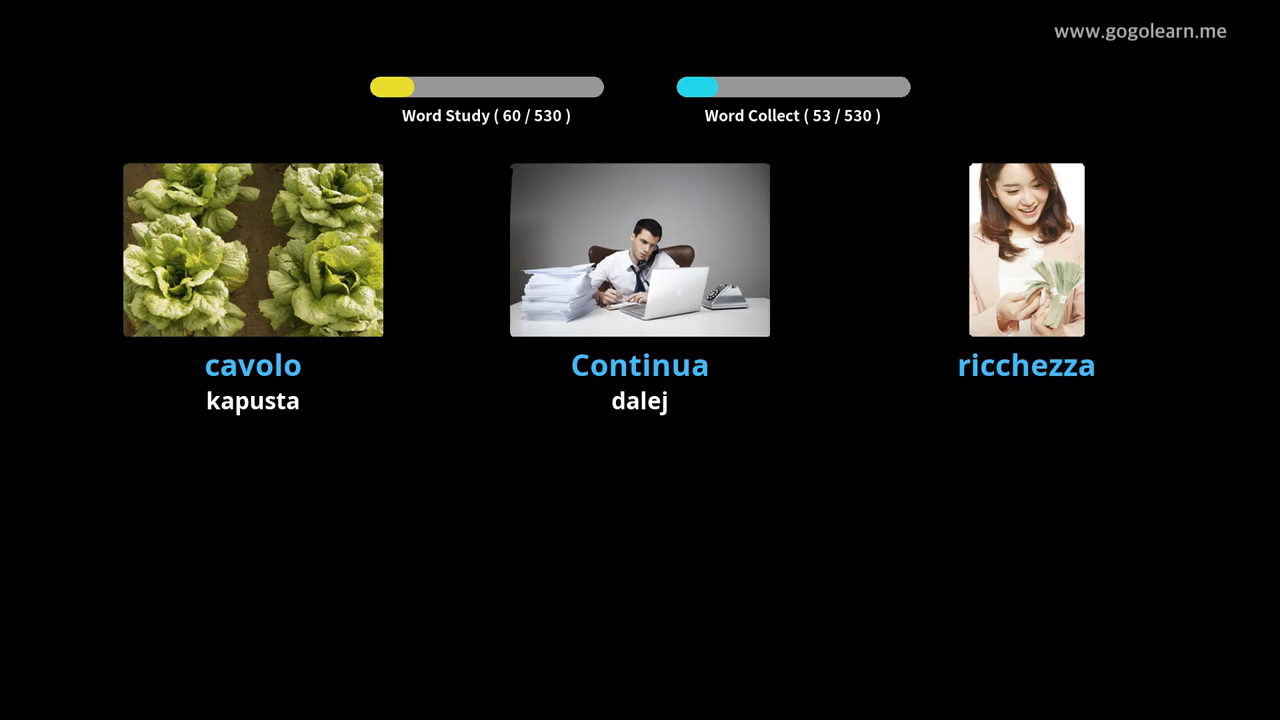 www.gogolearn.me
Word Study ( 60 / 530 )
Word Collect ( 53 / 530 )
cavolo
kapusta
Continua
dalej
ricchezza